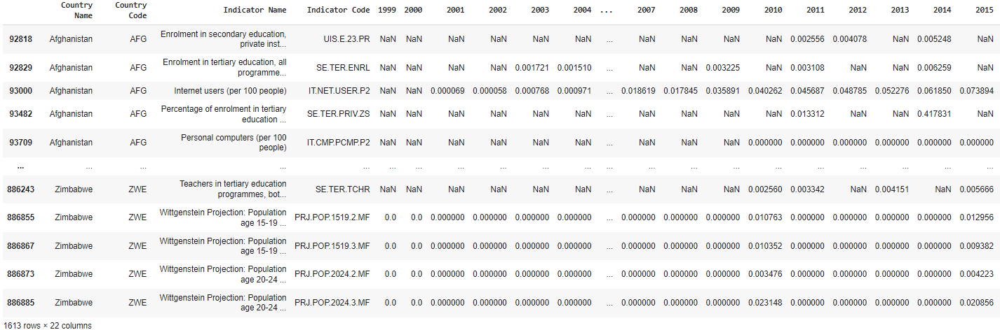 Country Name Country Code Indicator Name Indicator Code 1999 2000 2001 2002 2003 2004 ... 2007 2008 2009 2010 2011 2012 2013 2014 2015
92818 Afghanistan AFG Enrolment in secondary education, private inst... UIS.E.23.PR NaN NaN NaN NaN NaN NaN ... NaN NaN NaN NaN 0.002556 0.004078 NaN 0.005248 NaN
92829 Afghanistan AFG Enrolment in tertiary education, all programme... SE.TER.ENRL NaN NaN NaN NaN 0.001721 0.001510 ... NaN NaN 0.003225 NaN 0.003108 NaN NaN 0.006259 NaN
93000 Afghanistan AFG Internet users (per 100 people) IT.NET.USER.P2 NaN NaN 0.000069 0.000058 0.000768 0.000971 ... 0.018619 0.017845 0.035891 0.040262 0.045687 0.048785 0.052276 0.061850 0.073894
93482 Afghanistan AFG Percentage of enrolment in tertiary education ... SE.TER.PRIV.ZS NaN NaN NaN NaN NaN NaN ... NaN NaN NaN NaN 0.013312 NaN NaN 0.417831 NaN
93709 Afghanistan AFG Personal computers (per 100 people) IT.CMP.PCMP.P2 NaN NaN NaN NaN NaN NaN ... NaN NaN NaN 0.000000 0.000000 0.000000 0.000000 0.000000 0.000000
... ... ... ... ... ... ... ... ... ... ... ... ... ... ... ... ... ... ... ... ...
886243 Zimbabwe ZWE Teachers in tertiary education programmes, bot... SE.TER.TCHR NaN NaN NaN NaN NaN NaN ... NaN NaN NaN 0.002560 0.003342 NaN 0.004151 NaN 0.005666
886855 Zimbabwe ZWE Wittgenstein Projection: Population age 15-19 ... PRJ.POP.1519.2.MF 0.0 0.0 0.000000 0.000000 0.000000 0.000000 ... 0.000000 0.000000 0.000000 0.010763 0.000000 0.000000 0.000000 0.000000 0.012956
886867 Zimbabwe ZWE Wittgenstein Projection: Population age 15-19 ... PRJ.POP.1519.3.MF 0.0 0.0 0.000000 0.000000 0.000000 0.000000 ... 0.000000 0.000000 0.000000 0.010352 0.000000 0.000000 0.000000 0.000000 0.009382
886873 Zimbabwe ZWE Wittgenstein Projection: Population age 20-24 ... PRJ.POP.2024.2.MF 0.0 0.0 0.000000 0.000000 0.000000 0.000000 ... 0.000000 0.000000 0.000000 0.003476 0.000000 0.000000 0.000000 0.000000 0.004223
886885 Zimbabwe ZWE Wittgenstein Projection: Population age 20-24 ... PRJ.POP.2024.3.MF 0.0 0.0 0.000000 0.000000 0.000000 0.000000 ... 0.000000 0.000000 0.000000 0.023148 0.000000 0.000000 0.000000 0.000000 0.020856
1613 rows × 22 columns